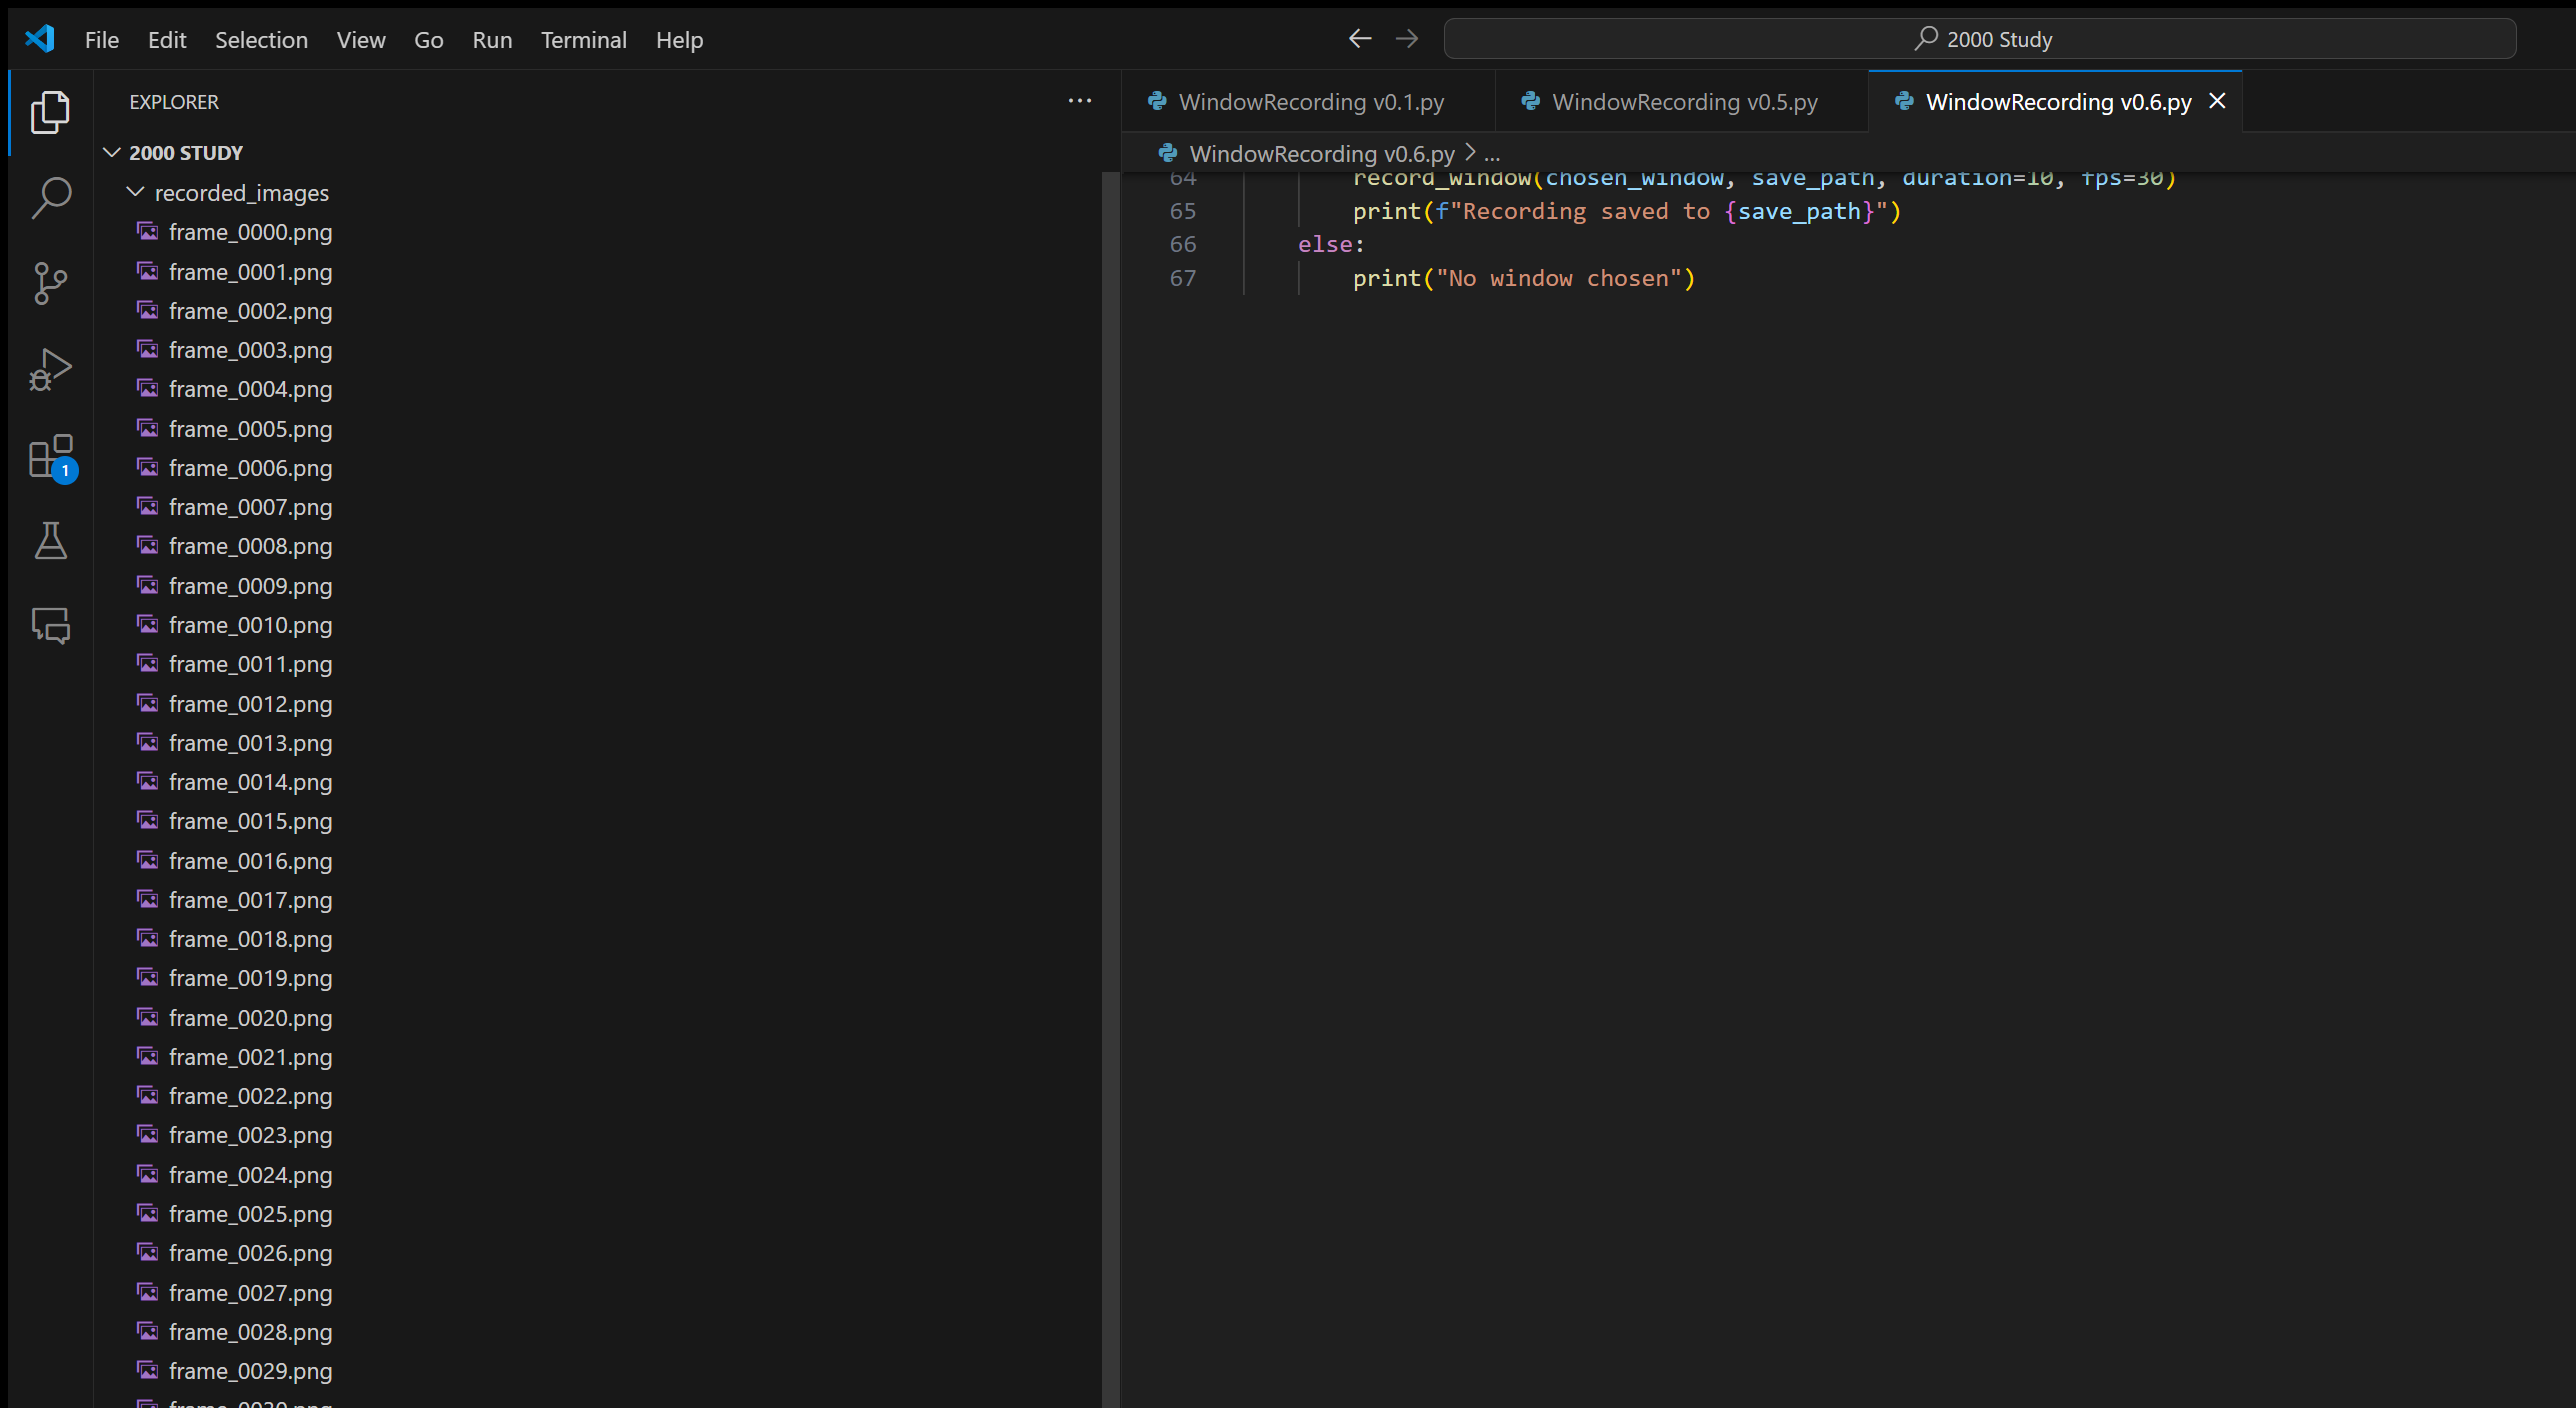 File Edit Selection View Go Run Terminal Help
2000 Study
EXPLORER
2000 STUDY
recorded_images
frame_0000.png
frame_0001.png
frame_0002.png
frame_0003.png
frame_0004.png
frame_0005.png
frame_0006.png
frame_0007.png
frame_0008.png
frame_0009.png
frame_0010.png
frame_0011.png
frame_0012.png
frame_0013.png
frame_0014.png
frame_0015.png
frame_0016.png
frame_0017.png
frame_0018.png
frame_0019.png
frame_0020.png
frame_0021.png
frame_0022.png
frame_0023.png
frame_0024.png
frame_0025.png
frame_0026.png
frame_0027.png
frame_0028.png
frame_0029.png
frame_0030.png
1
WindowRecording v0.1.py WindowRecording v0.5.py WindowRecording v0.6.py
WindowRecording v0.6.py > ...
64 record_window(chosen_window, save_path, duration=10, fps=30)
65 print(f"Recording saved to {save_path}")
66 else:
67 print("No window chosen")